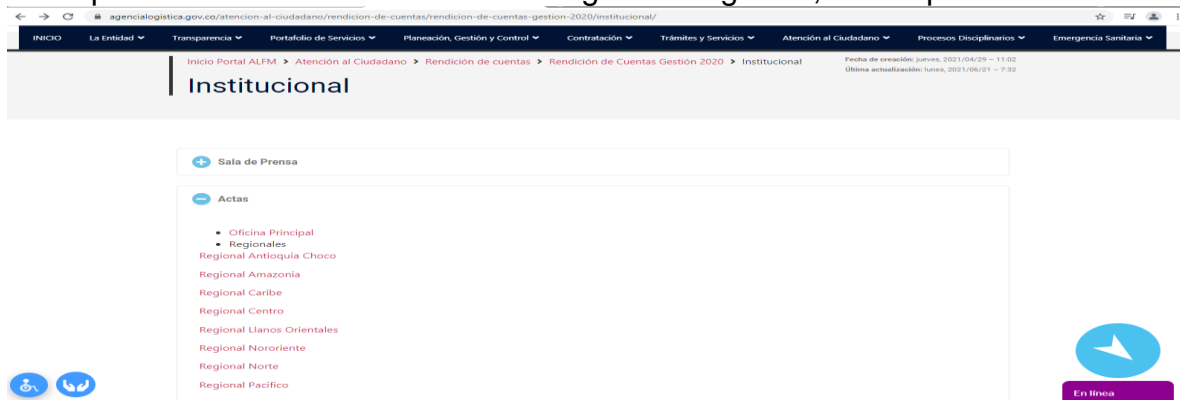 agencialogistica.gov.co/atencion-al-ciudadano/rendicion-de-cuentas/rendicion-de-cuentas-gestion-2020/institucional/
INICIO La Entidad Transparencia Portafolio de Servicios Planeación, Gestión y Control Contratación Trámites y Servicios Atención al Ciudadano Procesos Disciplinarios Emergencia Sanitaria
Inicio Portal ALFM > Atención al Ciudadano > Rendición de cuentas > Rendición de Cuentas Gestión 2020 > Institucional
Fecha de creación: jueves, 2021/04/29 – 11:02
Última actualización: lunes, 2021/06/21 – 7:32
Institucional
Sala de Prensa
Actas
• Oficina Principal
• Regionales
Regional Antioquia Choco
Regional Amazonia
Regional Caribe
Regional Centro
Regional Llanos Orientales
Regional Nororiente
Regional Norte
Regional Pacifico
En línea